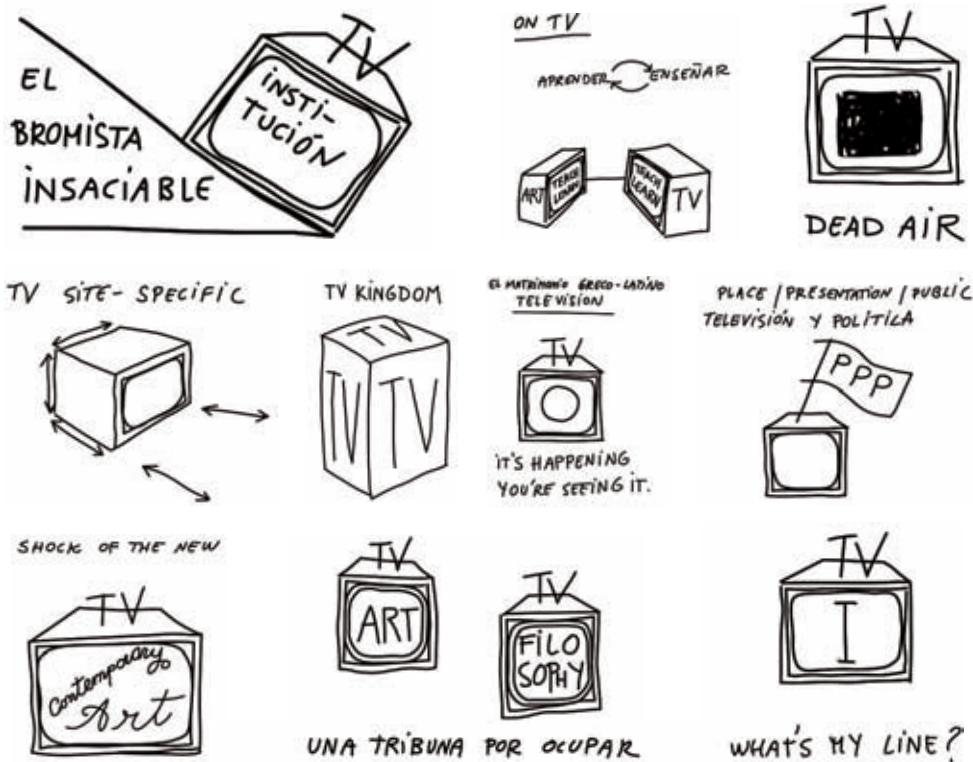 EL
BROMISTA
INSACIABLE
TV
INSTI-
TUCIÓN
ON TV
APRENDER ENSEÑAR
ART
TEACH
LEARN
TEACH
LEARN
TV
TV
DEAD AIR
TV SITE-SPECIFIC
TV KINGDOM
TV
TV
TV
EL MATRIMONIO GRECO-LATINO
TELEVISION
TV
IT'S HAPPENING
YOU'RE SEEING IT.
PLACE / PRESENTATION / PUBLIC
TELEVISIÓN Y POLÍTICA
PPP
SHOCK OF THE NEW
TV
Contemporary
Art
TV
ART
TV
FILO
SOPHY
UNA TRIBUNA POR OCUPAR
TV
I
WHAT'S MY LINE?